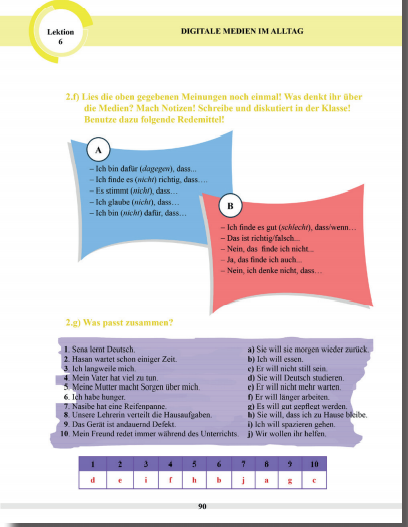 Lektion
6
DIGITALE MEDIEN IM ALLTAG
2.f) Lies die oben gegebenen Meinungen noch einmal! Was denkt ihr über
die Medien? Mach Notizen! Schreibe und diskutiert in der Klasse!
Benutze dazu folgende Redemittel!
A
– Ich bin dafür (dagegen), dass...
– Ich finde es (nicht) richtig, dass….
– Es stimmt (nicht), dass…
– Ich glaube (nicht), dass…
– Ich bin (nicht) dafür, dass…
B
– Ich finde es gut (schlecht), dass/wenn…
– Das ist richtig/falsch...
– Nein, das finde ich nicht...
– Ja, das finde ich auch...
– Nein, ich denke nicht, dass…
2.g) Was passt zusammen?
1. Sena lernt Deutsch.
2. Hasan wartet schon einiger Zeit.
3. Ich langweile mich.
4. Mein Vater hat viel zu tun.
5. Meine Mutter macht Sorgen über mich.
6. Ich habe hunger.
7. Nasibe hat eine Reifenpanne.
8. Unsere Lehrerin verteilt die Hausaufgaben.
9. Das Gerät ist andauernd Defekt.
10. Mein Freund redet immer während des Unterrichts.
a) Sie will sie morgen wieder zurück.
b) Ich will essen.
c) Er will nicht still sein.
d) Sie will Deutsch studieren.
e) Er will nicht mehr warten.
f) Er will länger arbeiten.
g) Es will gut gepflegt werden.
h) Sie will, dass ich zu Hause bleibe.
i) Ich will spazieren gehen.
j) Wir wollen ihr helfen.
1 2 3 4 5 6 7 8 9 10
d e i f h b j a g c
90